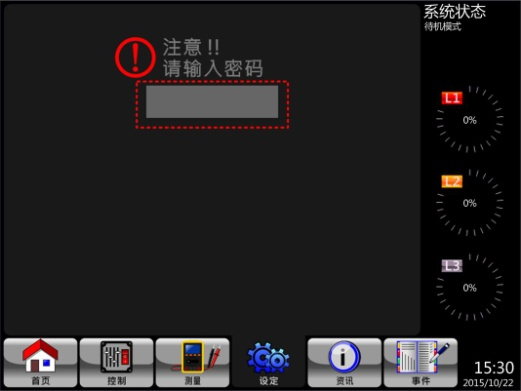 系统状态
待机模式
注意!!
请输入密码
L1
0%
L2
0%
L3
0%
首页
控制
测量
设定
资讯
事件
15:30
2015/10/22